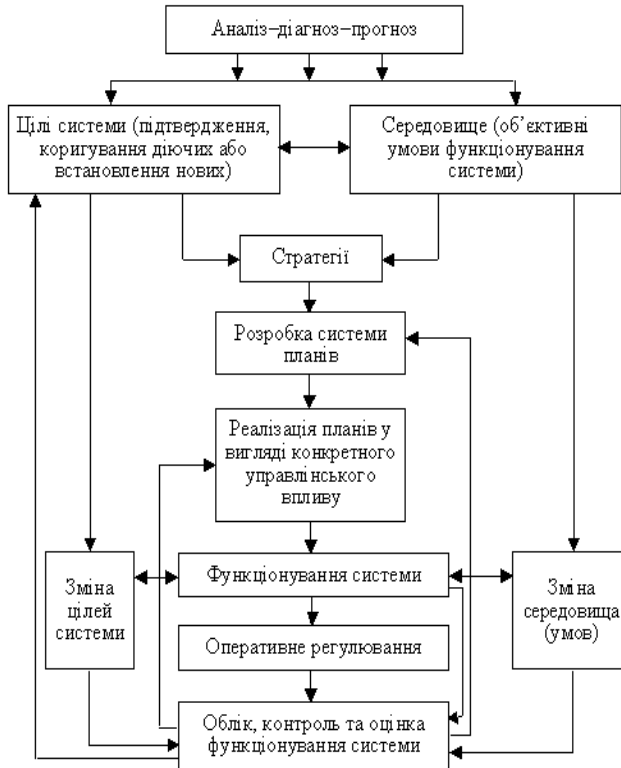 Аналіз–діагноз–прогноз
Цілі системи (підтвердження,
коригування діючих або
встановлення нових)
Середовище (об’єктивні
умови функціонування
системи)
Стратегії
Розробка системи
планів
Реалізація планів у
вигляді конкретного
управлінського
впливу
Зміна
цілей
системи
Функціонування системи
Зміна
середовища
(умов)
Оперативне регулювання
Облік, контроль та оцінка
функціонування системи